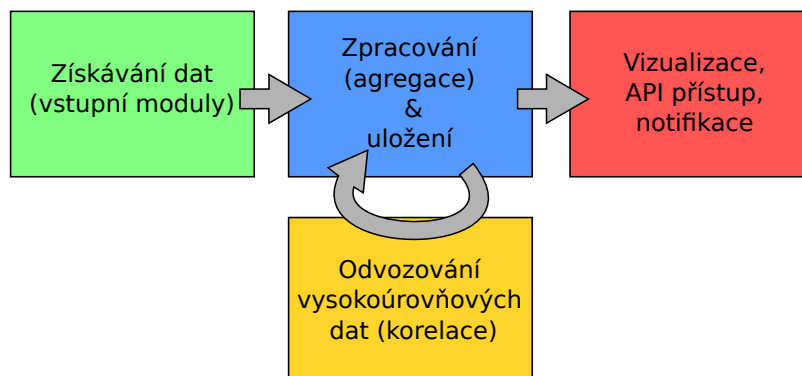 Získávání dat
(vstupní moduly)
Zpracování
(agregace)
&
uložení
Vizualizace,
API přístup,
notifikace
Odvozování
vysokoúrovňových
dat (korelace)